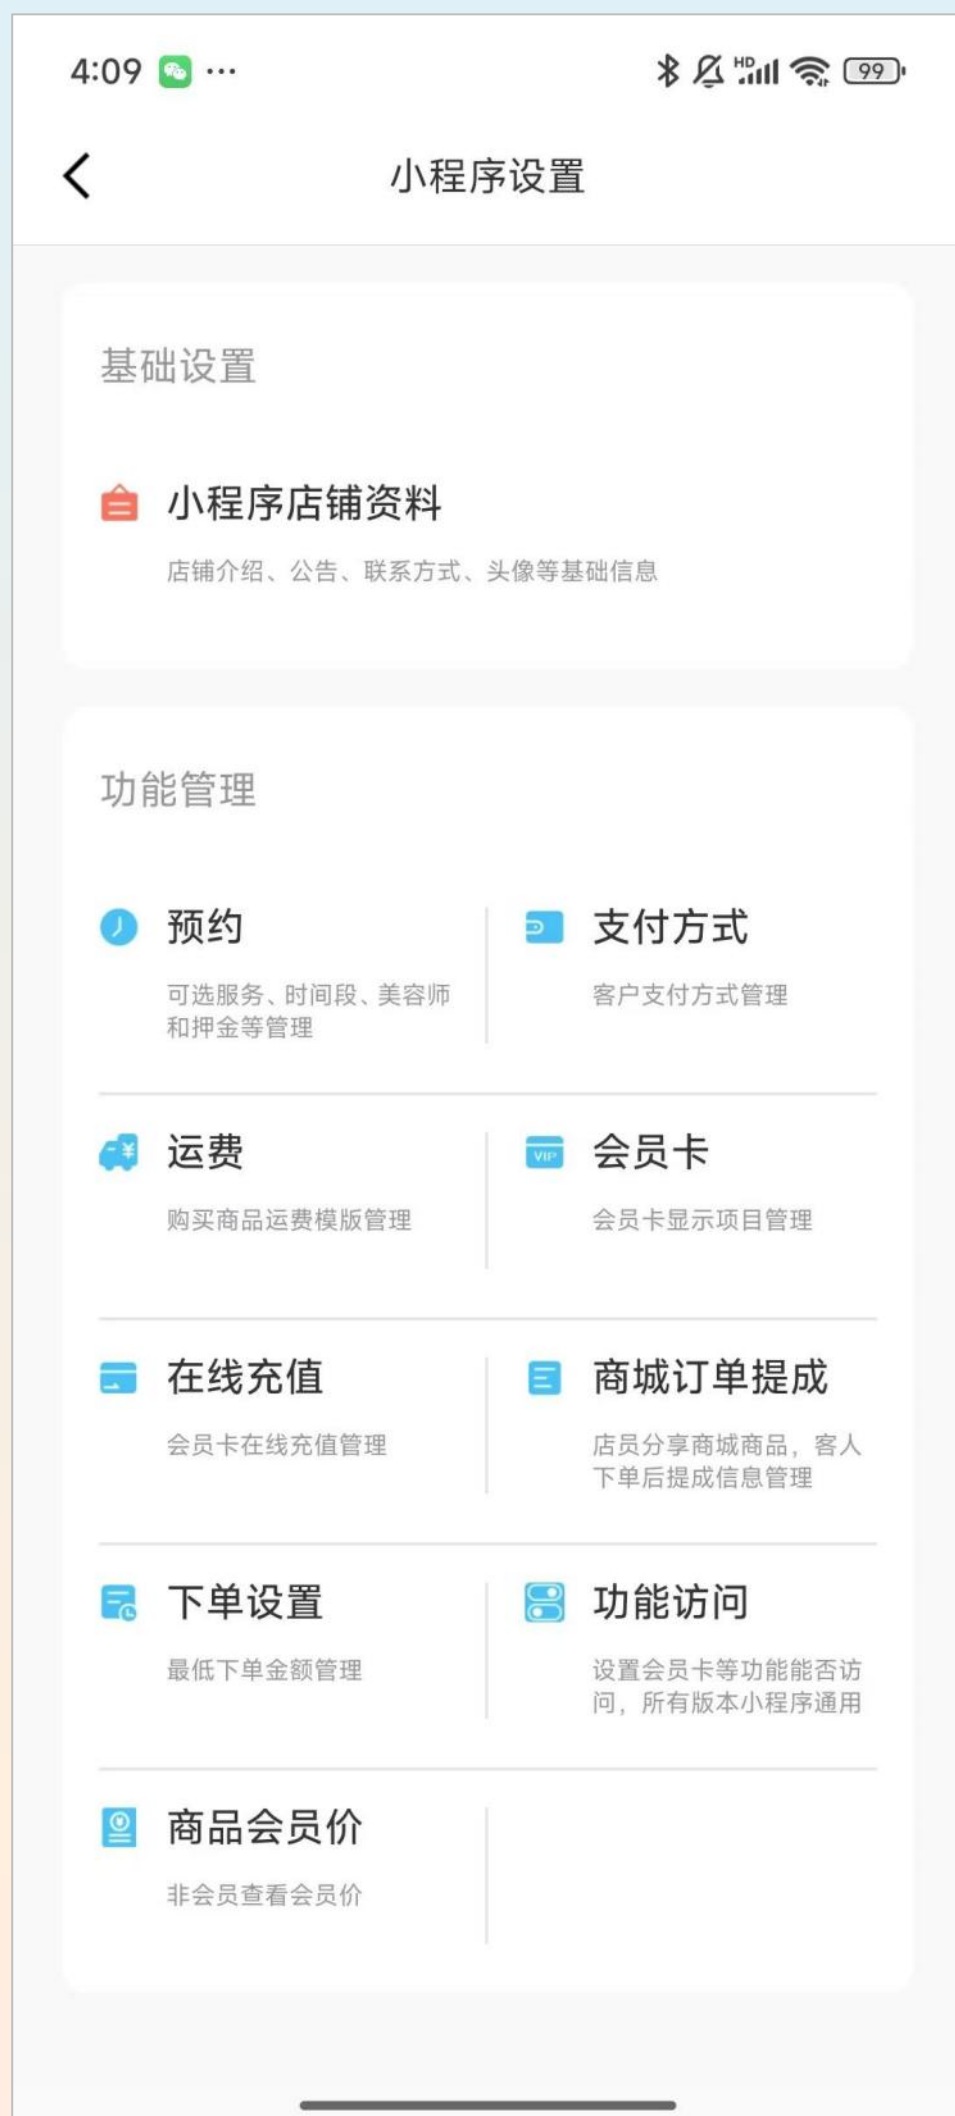 4:09
HD
99
小程序设置
基础设置
小程序店铺资料
店铺介绍、公告、联系方式、头像等基础信息
功能管理
预约
可选服务、时间段、美容师
和押金等管理
支付方式
客户支付方式管理
运费
购买商品运费模版管理
VIP
会员卡
会员卡显示项目管理
在线充值
会员卡在线充值管理
商城订单提成
店员分享商城商品，客人
下单后提成信息管理
下单设置
最低下单金额管理
功能访问
设置会员卡等功能能否访
问，所有版本小程序通用
商品会员价
非会员查看会员价